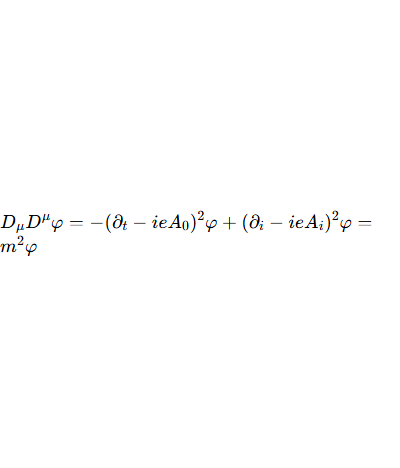 $D_\mu D^\mu \varphi = -(\partial_t - ieA_0)^2 \varphi + (\partial_i - ieA_i)^2 \varphi =$
$m^2 \varphi$